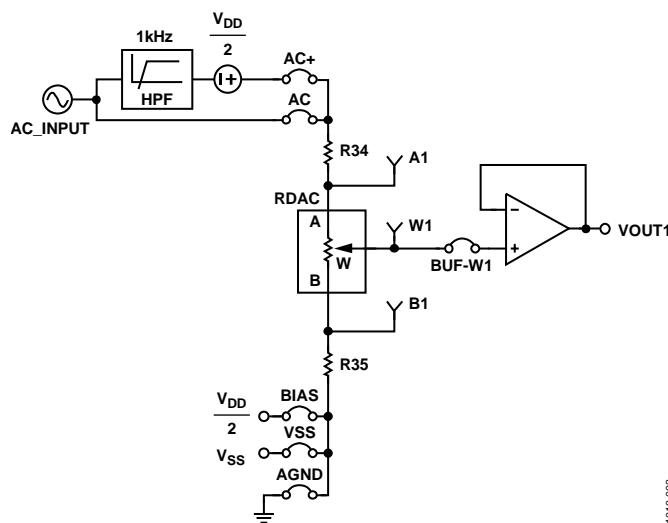 1kHz
VDD
2
AC+
HPF
AC
AC_INPUT
R34
A1
RDAC
A
W1
W
B
BUF-W1
–
+
VOUT1
B1
R35
VDD
2
BIAS
VSS
VSS
AGND